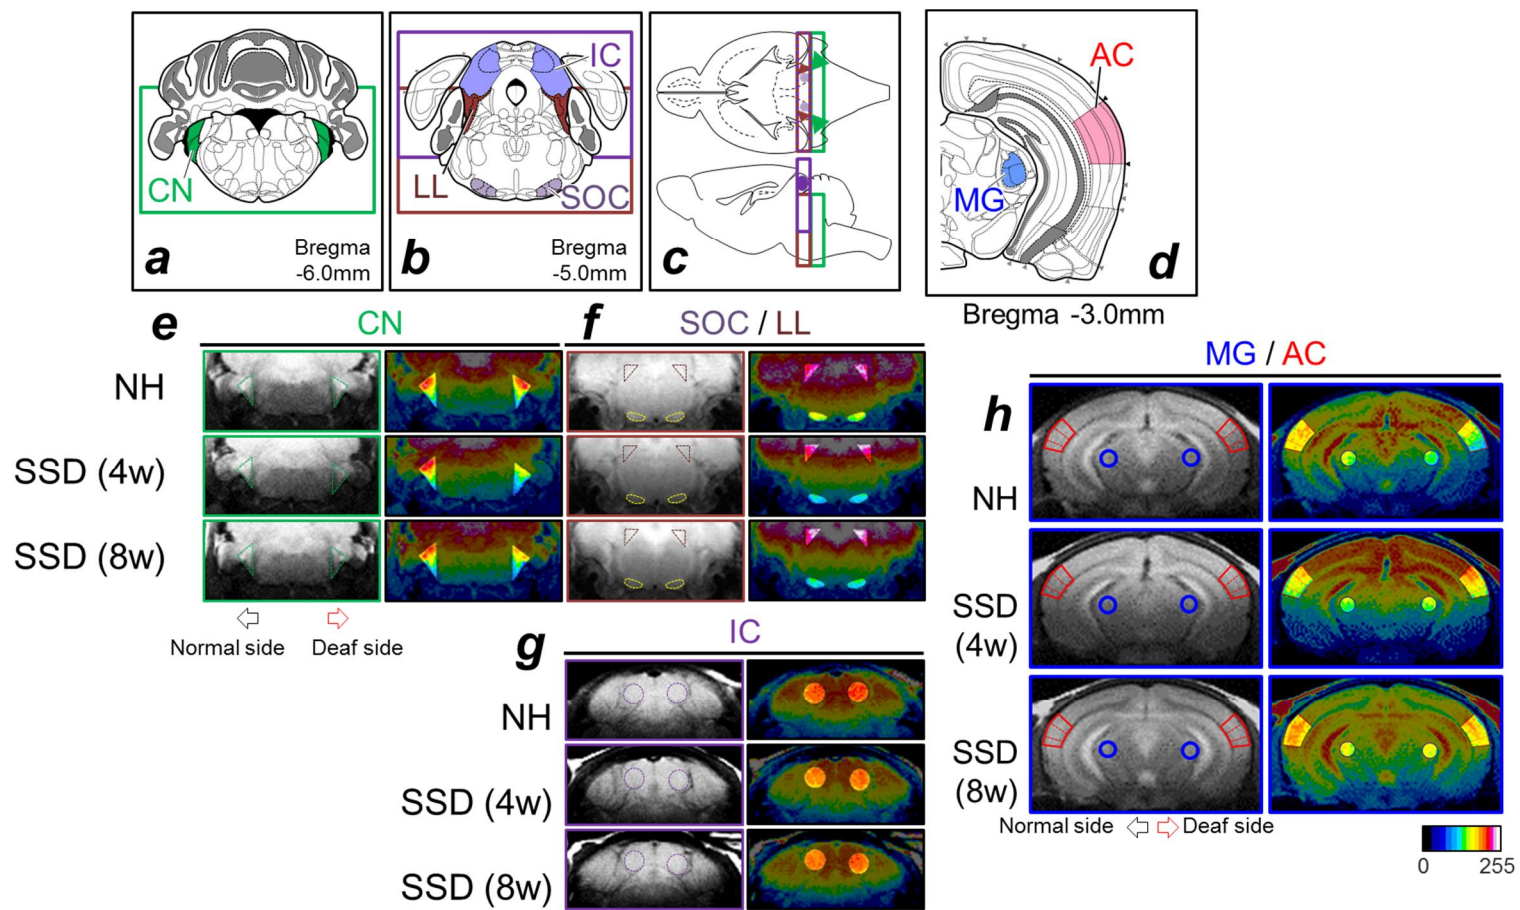 CN
a
Bregma
-6.0mm
IC
LL
SOC
b
Bregma
-5.0mm
c
AC
MG
d
Bregma -3.0mm
e
CN
NH
SSD (4w)
SSD (8w)
Normal side
Deaf side
f
SOC / LL
g
IC
NH
SSD (4w)
SSD (8w)
MG / AC
h
NH
SSD
(4w)
SSD
(8w)
Normal side
Deaf side
0
255